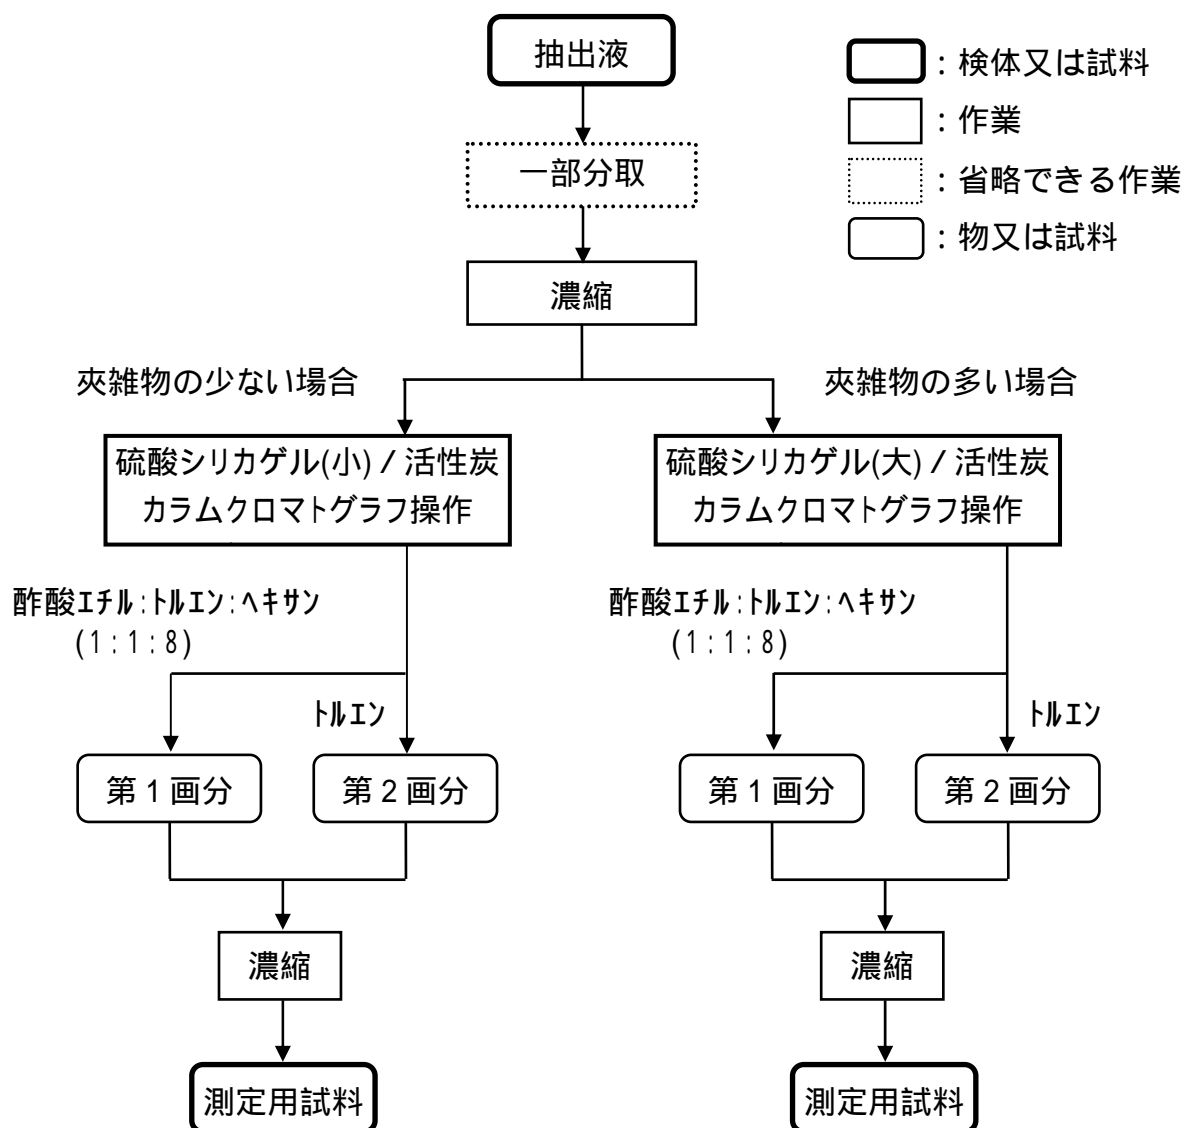 抽出液
：検体又は試料
：作業
一部分取
：省略できる作業
：物又は試料
濃縮
夾雑物の少ない場合
夾雑物の多い場合
硫酸シリカゲル(小)／活性炭
カラムクロマトグラフ操作
硫酸シリカゲル(大)／活性炭
カラムクロマトグラフ操作
酢酸ｴﾁﾙ:ﾄﾙｴﾝ:ﾍｷｻﾝ
(1:1:8)
酢酸ｴﾁﾙ:ﾄﾙｴﾝ:ﾍｷｻﾝ
(1:1:8)
ﾄﾙｴﾝ
ﾄﾙｴﾝ
第１画分
第２画分
第１画分
第２画分
濃縮
濃縮
測定用試料
測定用試料